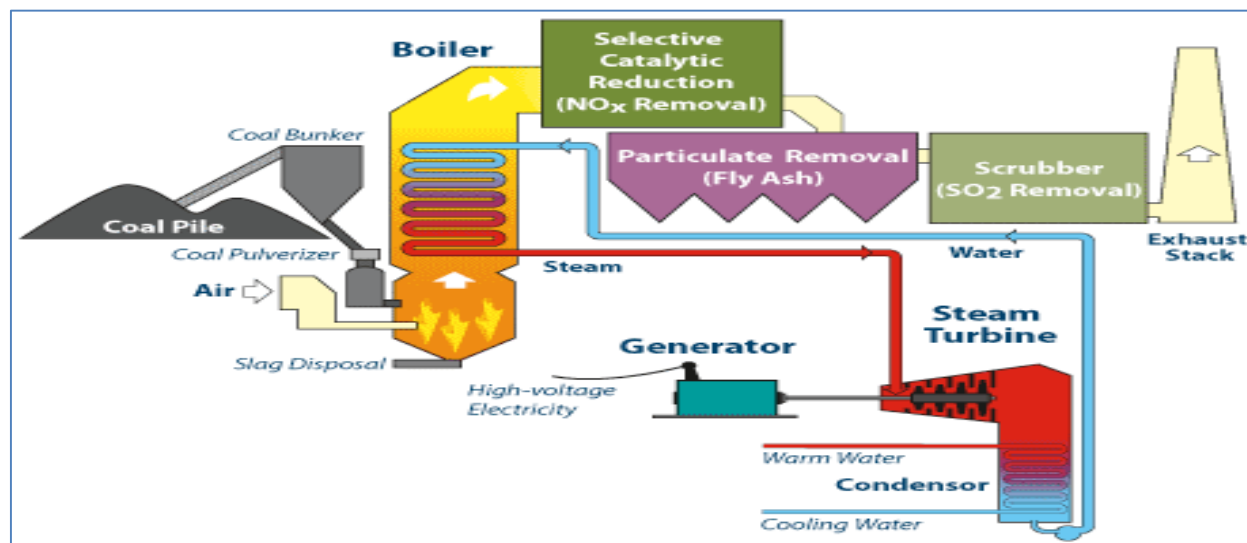 Boiler
Selective
Catalytic
Reduction
(NOx Removal)
Coal Bunker
Particulate Removal
(Fly Ash)
Scrubber
(SO2 Removal)
Coal Pile
Coal Pulverizer
Steam
Water
Exhaust
Stack
Air
Steam
Turbine
Generator
Slag Disposal
High-voltage
Electricity
Warm Water
Condensor
Cooling Water